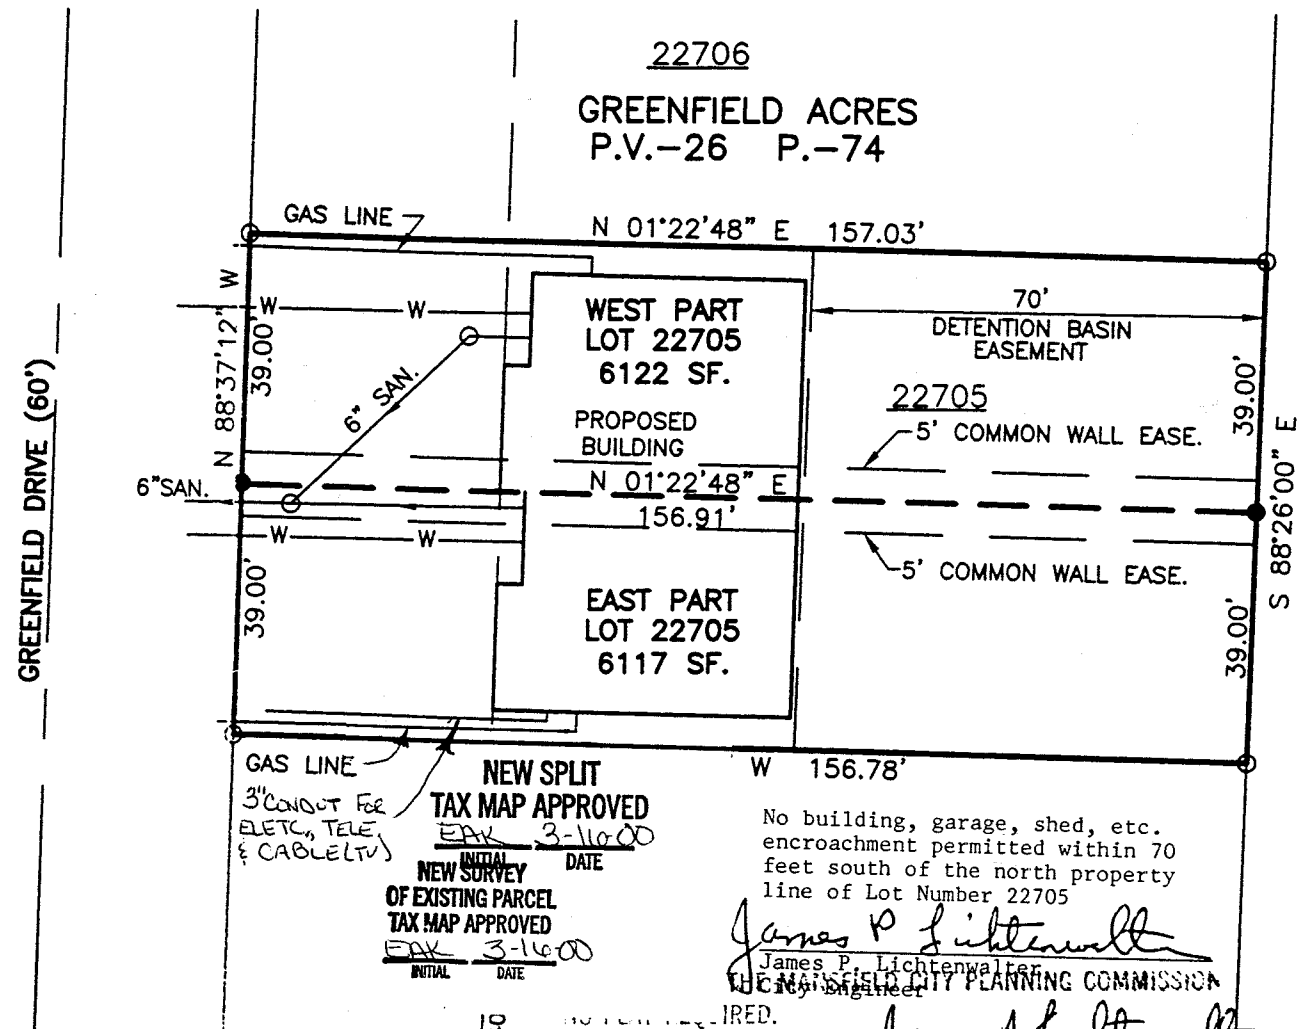 22706
GREENFIELD ACRES
P.V.-26 P.-74
GAS LINE
N 01°22'48" E 157.03'
N 88°37'12" W
39.00'
W W
6" SAN.
WEST PART
LOT 22705
6122 SF.
70'
DETENTION BASIN
EASEMENT
22705
PROPOSED
BUILDING
5' COMMON WALL EASE.
39.00'
S 88°26'00" E
GREENFIELD DRIVE (60')
6"SAN.
N 01°22'48" E
156.91'
W W
5' COMMON WALL EASE.
39.00'
EAST PART
LOT 22705
6117 SF.
39.00'
W 156.78'
GAS LINE
3"CONDUT FOR
ELETC., TELE,
& CABLE(TV)
NEW SPLIT
TAX MAP APPROVED
EAK 3-16-00
INITIAL DATE
NEW SURVEY
OF EXISTING PARCEL
TAX MAP APPROVED
EAK 3-16-00
INITIAL DATE
No building, garage, shed, etc.
encroachment permitted within 70
feet south of the north property
line of Lot Number 22705
James P Lichtenwalter
James P. Lichtenwalter
City Engineer
THE MANSFIELD CITY PLANNING COMMISSION
IRED.